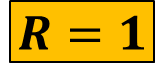 R = 1